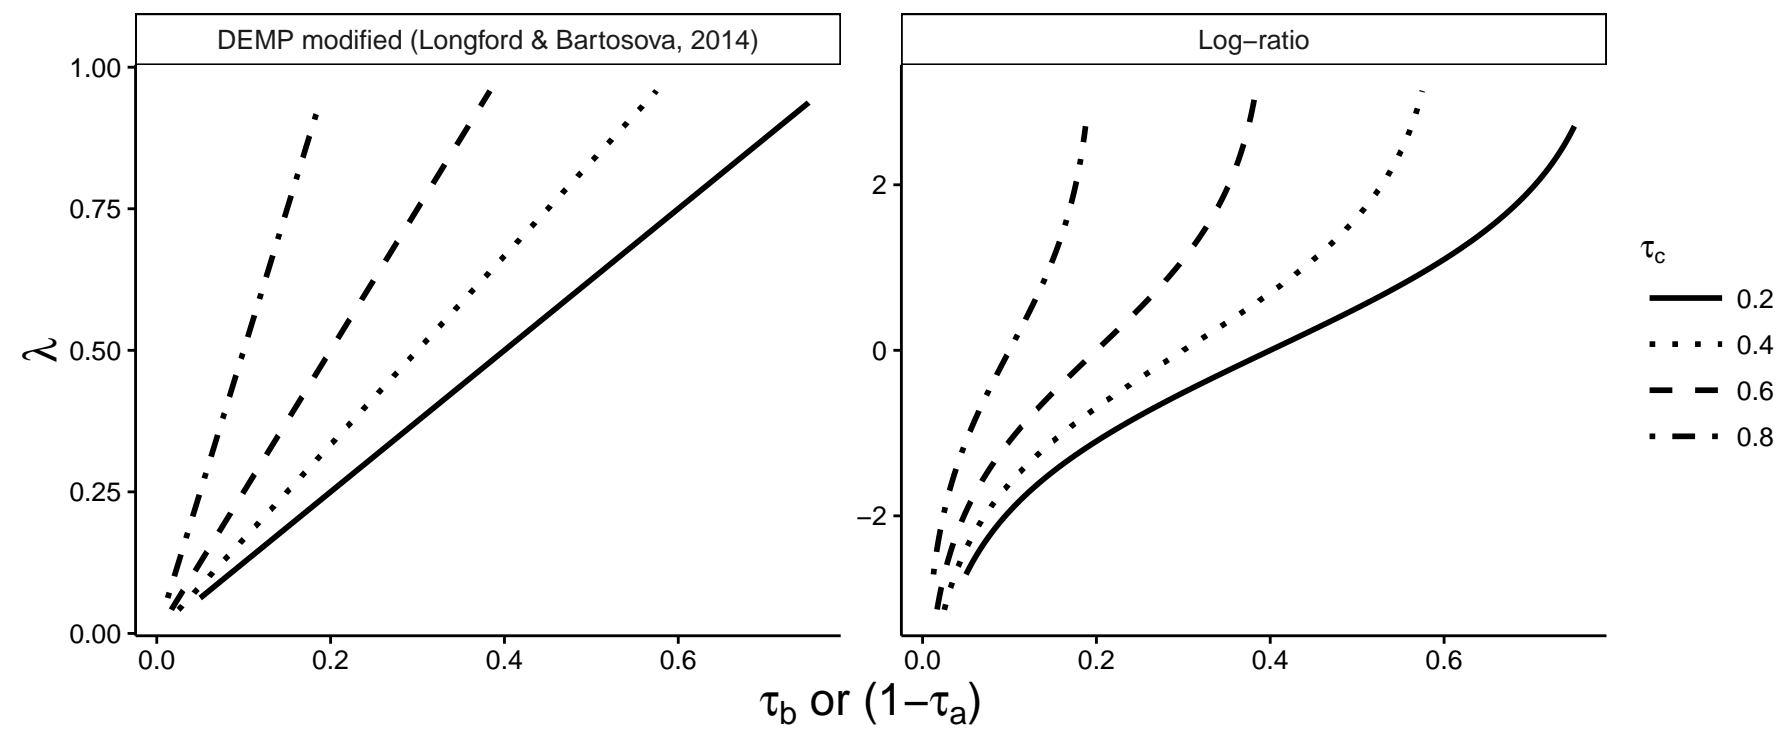 DEMP modified (Longford & Bartosova, 2014)
Log−ratio
λ
1.00
0.75
0.50
0.25
0.00
0.0 0.2 0.4 0.6
2
0
−2
0.0 0.2 0.4 0.6
τb or (1−τa)
τc
0.2
0.4
0.6
0.8